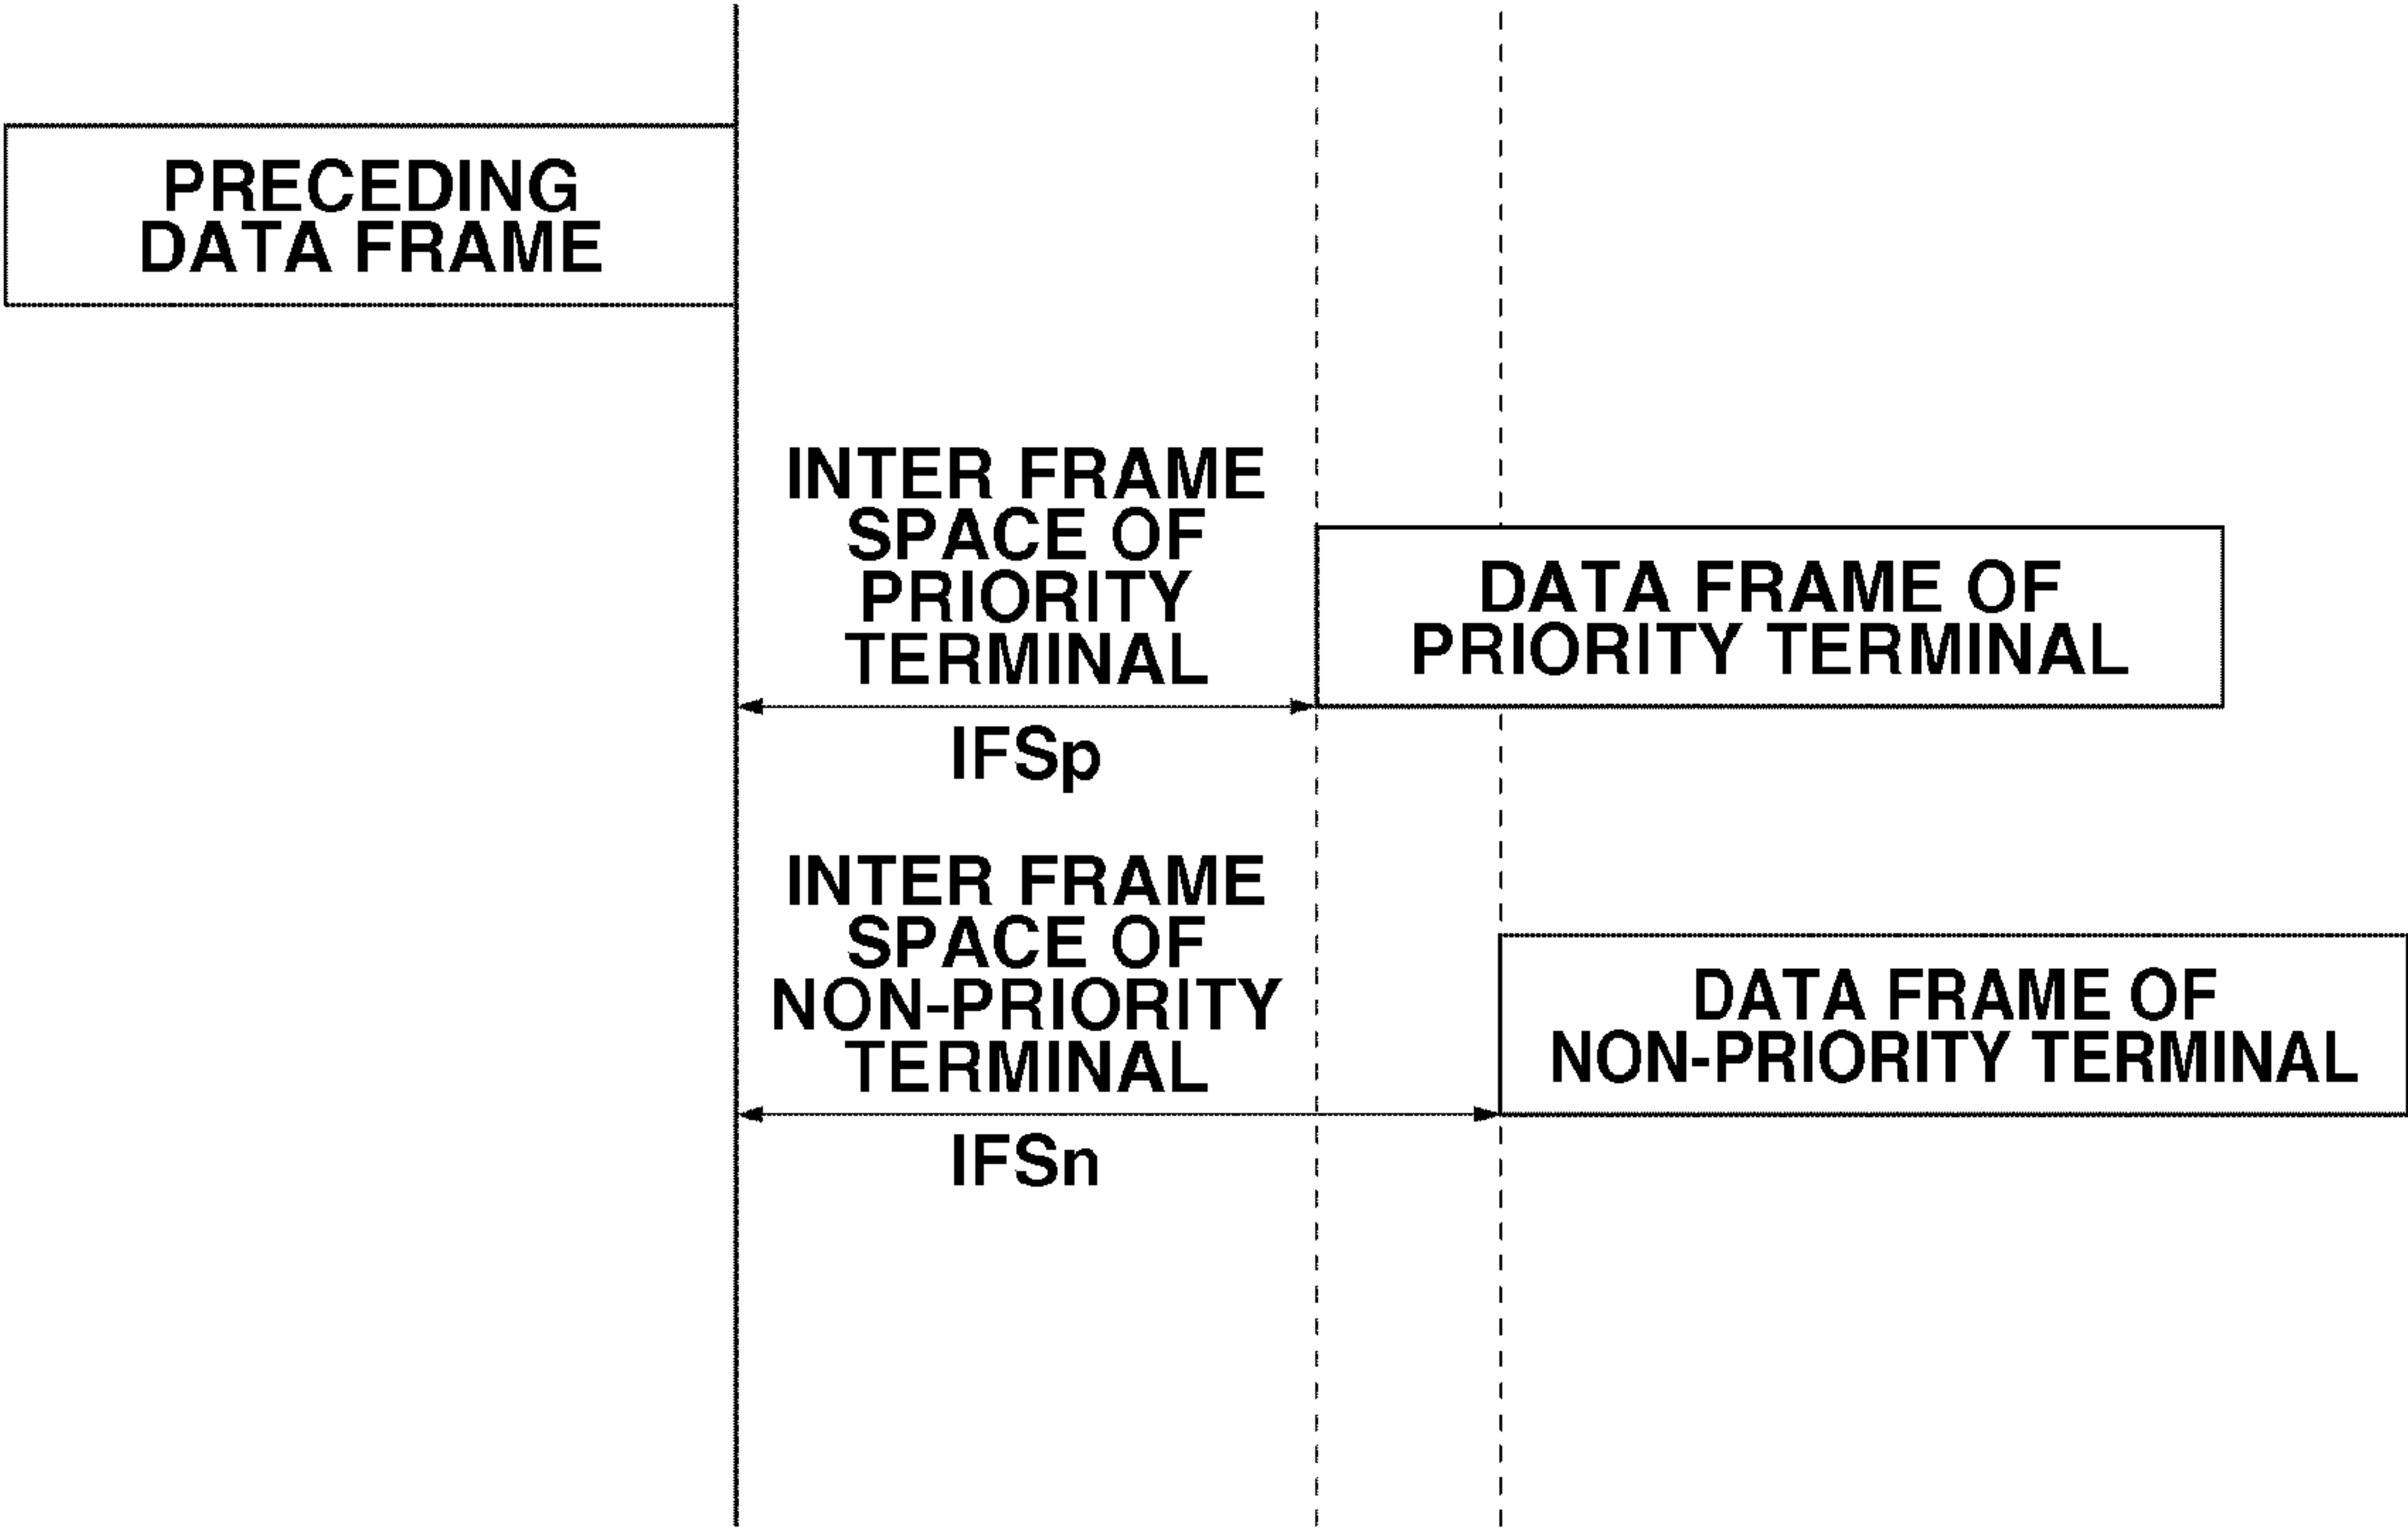 PRECEDING
DATA FRAME
INTER FRAME
SPACE OF
PRIORITY
TERMINAL
DATA FRAME OF
PRIORITY TERMINAL
IFSp
INTER FRAME
SPACE OF
NON-PRIORITY
TERMINAL
DATA FRAME OF
NON-PRIORITY TERMINAL
IFSn